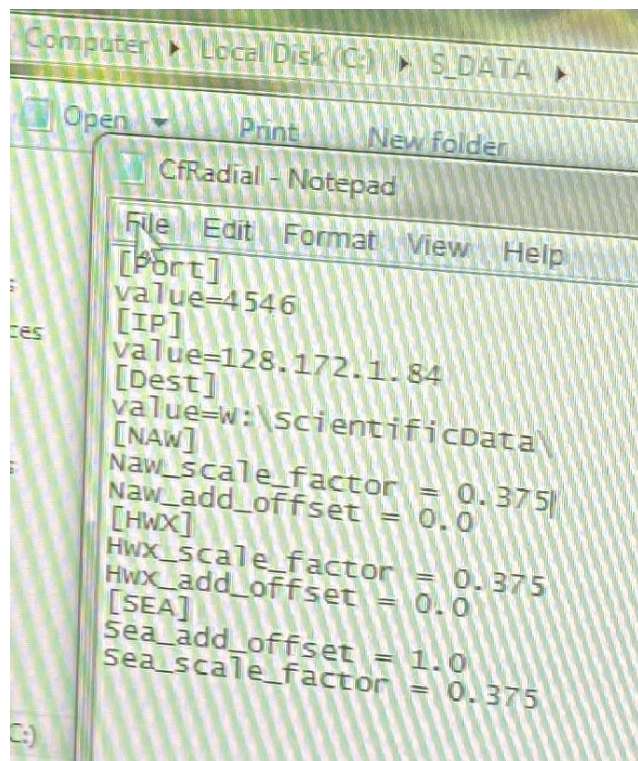 Computer ▸ Local Disk (C:) ▸ S_DATA ▸
Open Print New folder
CfRadial - Notepad
File Edit Format View Help
[Port]
value=4546
[IP]
value=128.172.1.84
[Dest]
value=W:\ScientificData\
[NAW]
Naw_scale_factor = 0.375
Naw_add_offset = 0.0
[HWX]
Hwx_scale_factor = 0.375
Hwx_add_offset = 0.0
[SEA]
Sea_add_offset = 1.0
Sea_scale_factor = 0.375
C:)